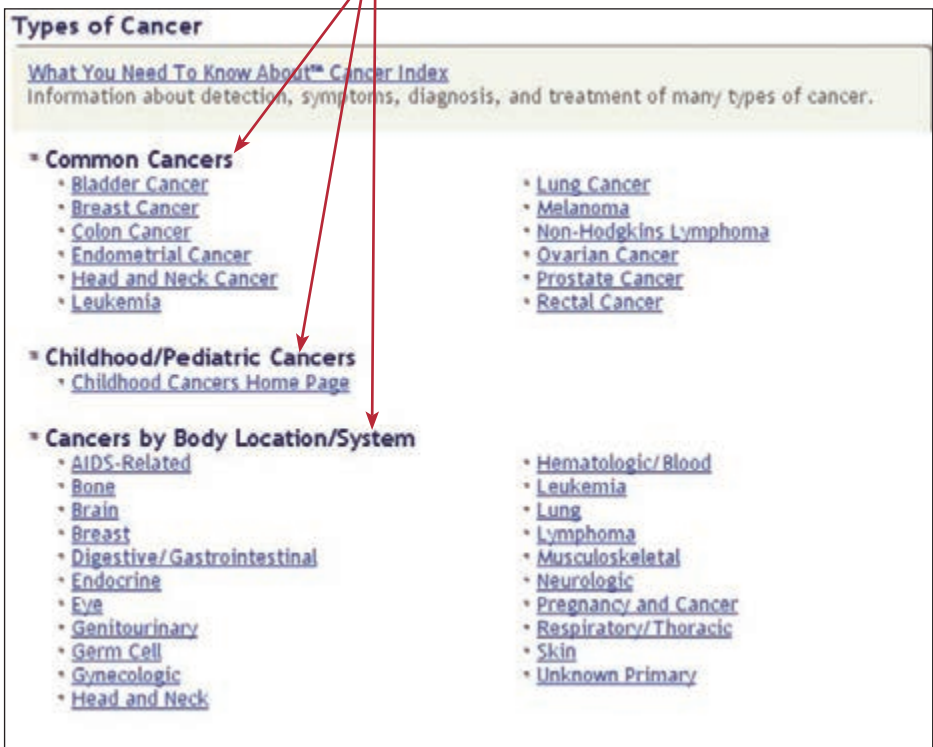 Types of Cancer
What You Need To Know About™ Cancer Index
Information about detection, symptoms, diagnosis, and treatment of many types of cancer.
Common Cancers
Bladder Cancer
Breast Cancer
Colon Cancer
Endometrial Cancer
Head and Neck Cancer
Leukemia
Lung Cancer
Melanoma
Non-Hodgkins Lymphoma
Ovarian Cancer
Prostate Cancer
Rectal Cancer
Childhood/Pediatric Cancers
Childhood Cancers Home Page
Cancers by Body Location/System
AIDS-Related
Bone
Brain
Breast
Digestive/Gastrointestinal
Endocrine
Eye
Genitourinary
Germ Cell
Gynecologic
Head and Neck
Hematologic/Blood
Leukemia
Lung
Lymphoma
Musculoskeletal
Neurologic
Pregnancy and Cancer
Respiratory/Thoracic
Skin
Unknown Primary